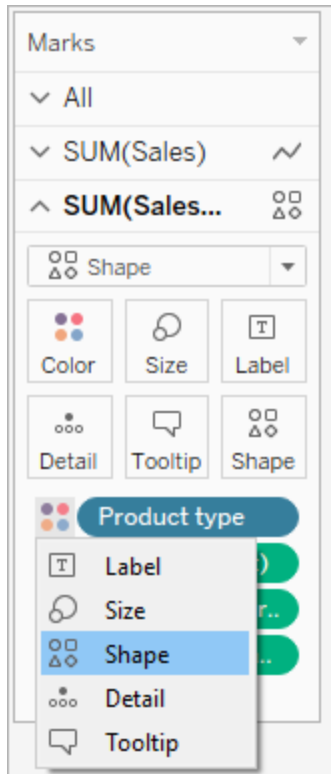 Marks
All
SUM(Sales)
SUM(Sales...
Shape
Color Size Label
Detail Tooltip Shape
Product type
Label )
Size r..
Shape ..
Detail
Tooltip